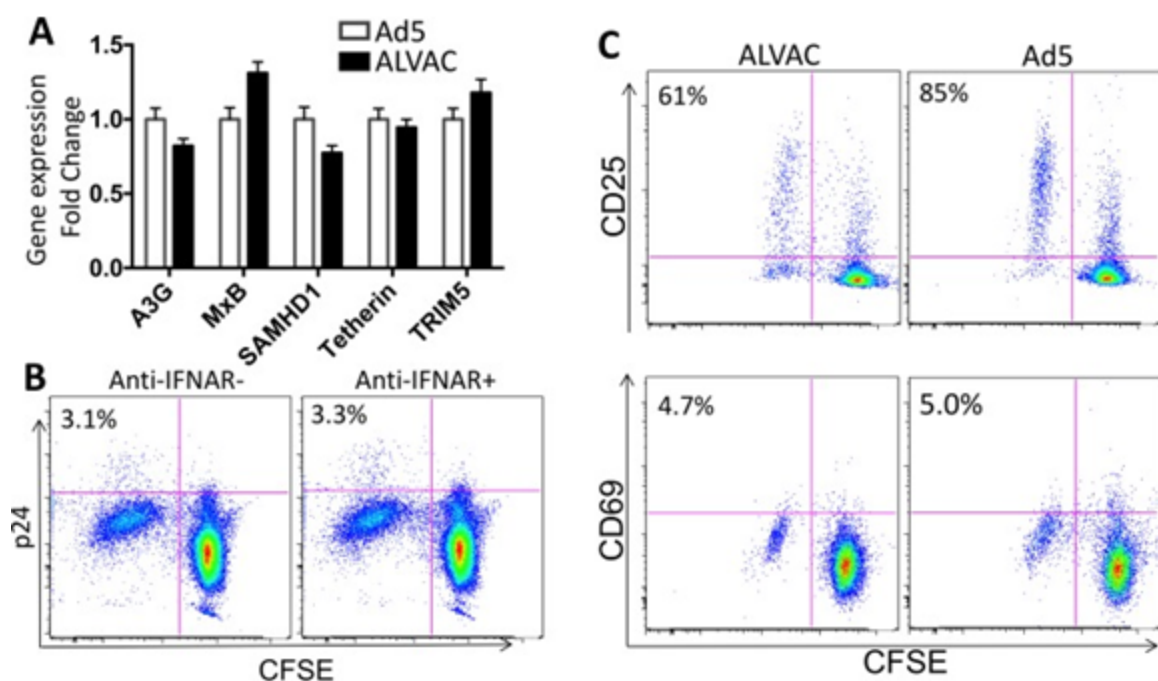 A
Gene expression
Fold Change
1.5
1.0
0.5
0.0
Ad5
ALVAC
A3G
MxB
SAMHD1
Tetherin
TRIM5
B
Anti-IFNAR-
Anti-IFNAR+
3.1%
3.3%
p24
CFSE
C
ALVAC
Ad5
61%
85%
CD25
4.7%
5.0%
CD69
CFSE